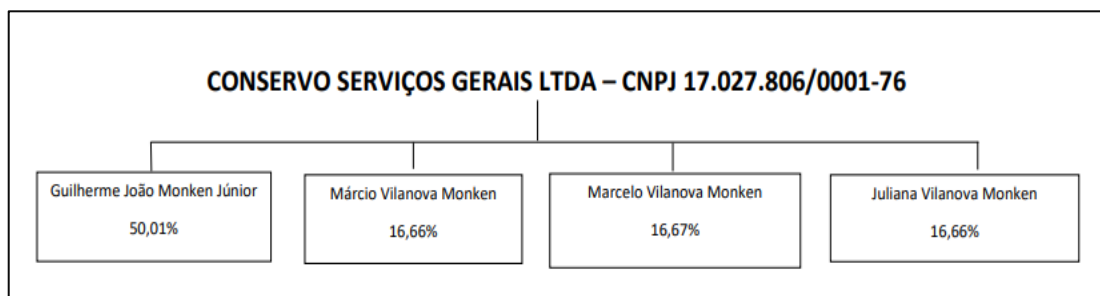 CONSERVO SERVIÇOS GERAIS LTDA – CNPJ 17.027.806/0001-76
Guilherme João Monken Júnior
50,01%
Márcio Vilanova Monken
16,66%
Marcelo Vilanova Monken
16,67%
Juliana Vilanova Monken
16,66%